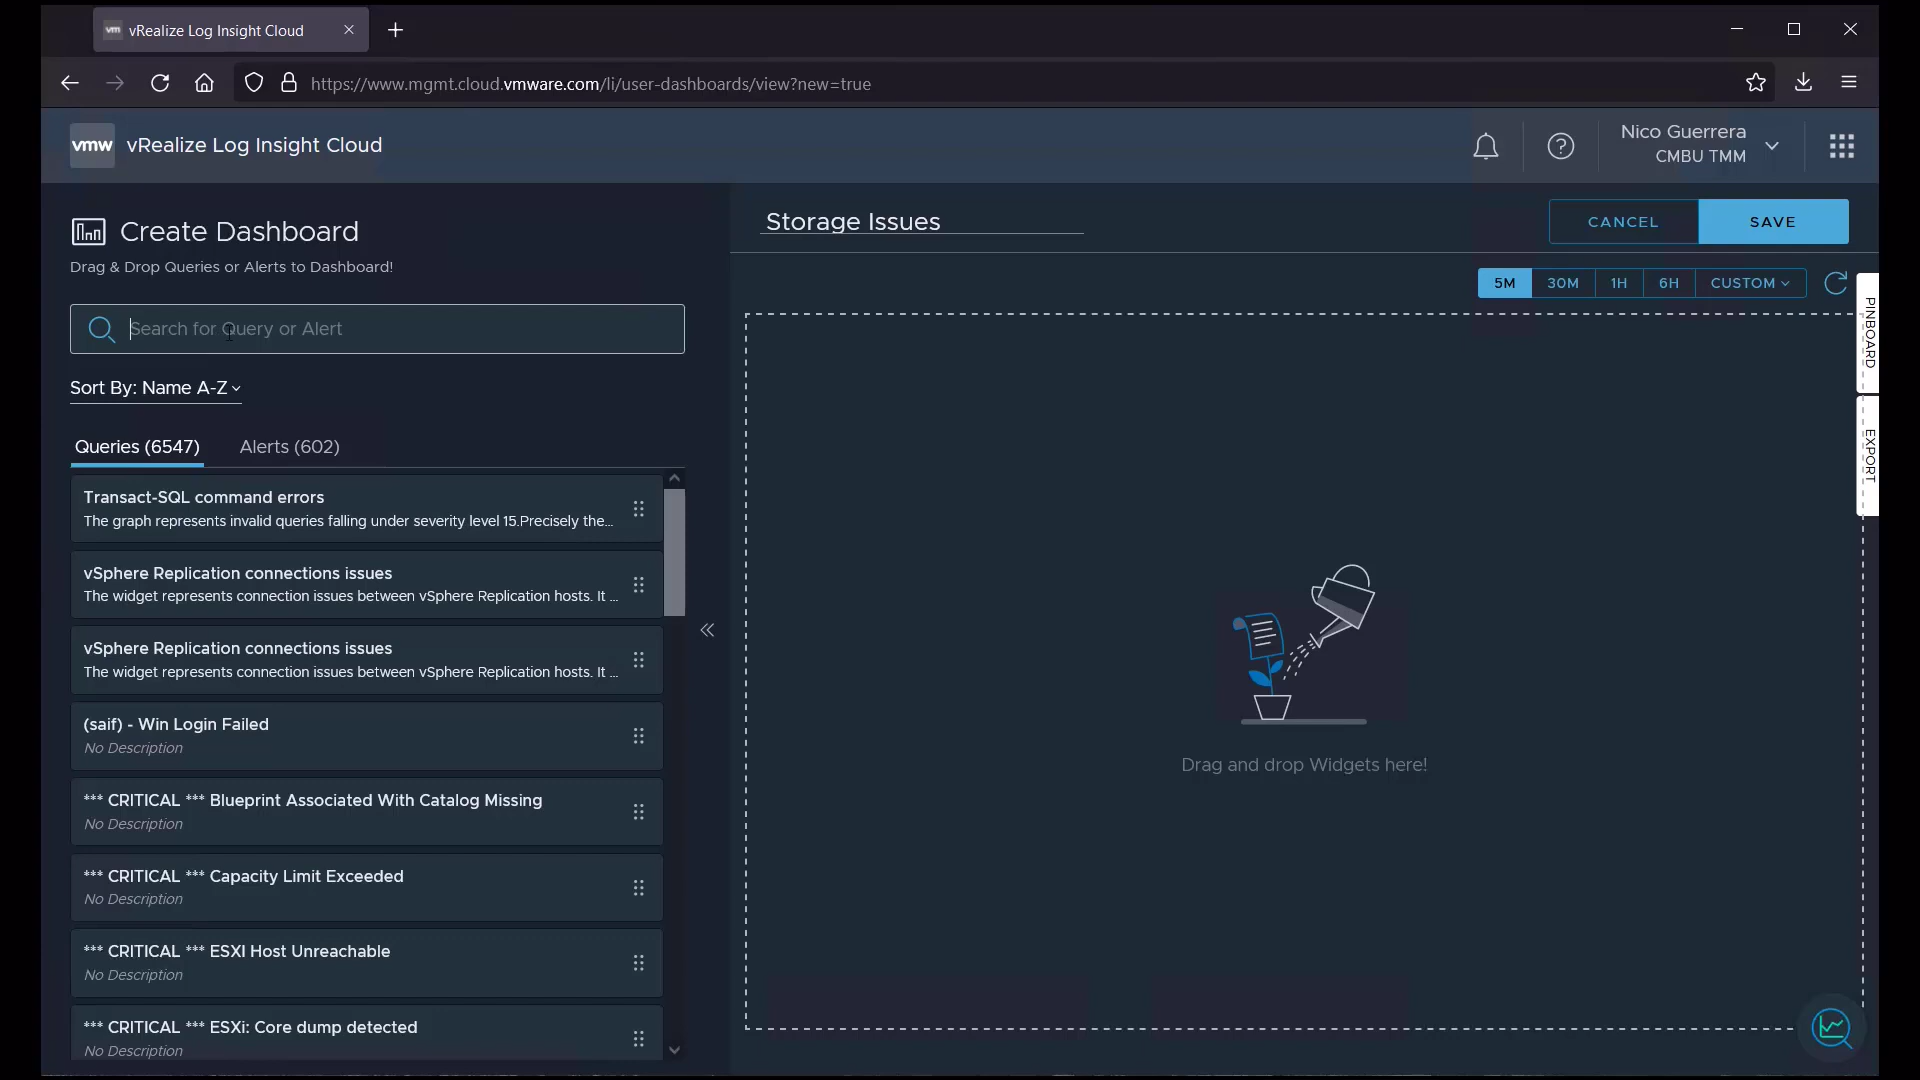 vm vRealize Log Insight Cloud
https://www.mgmt.cloud.vmware.com/li/user-dashboards/view?new=true
vmw vRealize Log Insight Cloud
Nico Guerrera
CMBU TMM
Create Dashboard
Drag & Drop Queries or Alerts to Dashboard!
Search for Query or Alert
Sort By: Name A-Z
Queries (6547) Alerts (602)
Transact-SQL command errors
The graph represents invalid queries falling under severity level 15.Precisely the...
vSphere Replication connections issues
The widget represents connection issues between vSphere Replication hosts. It ...
vSphere Replication connections issues
The widget represents connection issues between vSphere Replication hosts. It ...
(saif) - Win Login Failed
No Description
*** CRITICAL *** Blueprint Associated With Catalog Missing
No Description
*** CRITICAL *** Capacity Limit Exceeded
No Description
*** CRITICAL *** ESXI Host Unreachable
No Description
*** CRITICAL *** ESXi: Core dump detected
No Description
Storage Issues
CANCEL SAVE
5M 30M 1H 6H CUSTOM
Drag and drop Widgets here!
PINBOARD
EXPORT